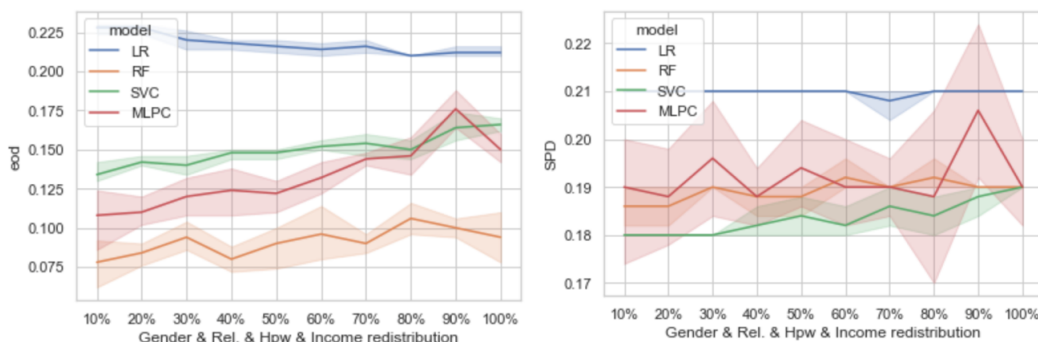 model
LR
RF
SVC
MLPC
0.225
0.200
0.175
0.150
0.125
0.100
0.075
eod
10% 20% 30% 40% 50% 60% 70% 80% 90% 100%
Gender & Rel. & Hpw & Income redistribution
model
LR
RF
SVC
MLPC
0.22
0.21
0.20
0.19
0.18
0.17
SPD
10% 20% 30% 40% 50% 60% 70% 80% 90% 100%
Gender & Rel. & Hpw & Income redistribution